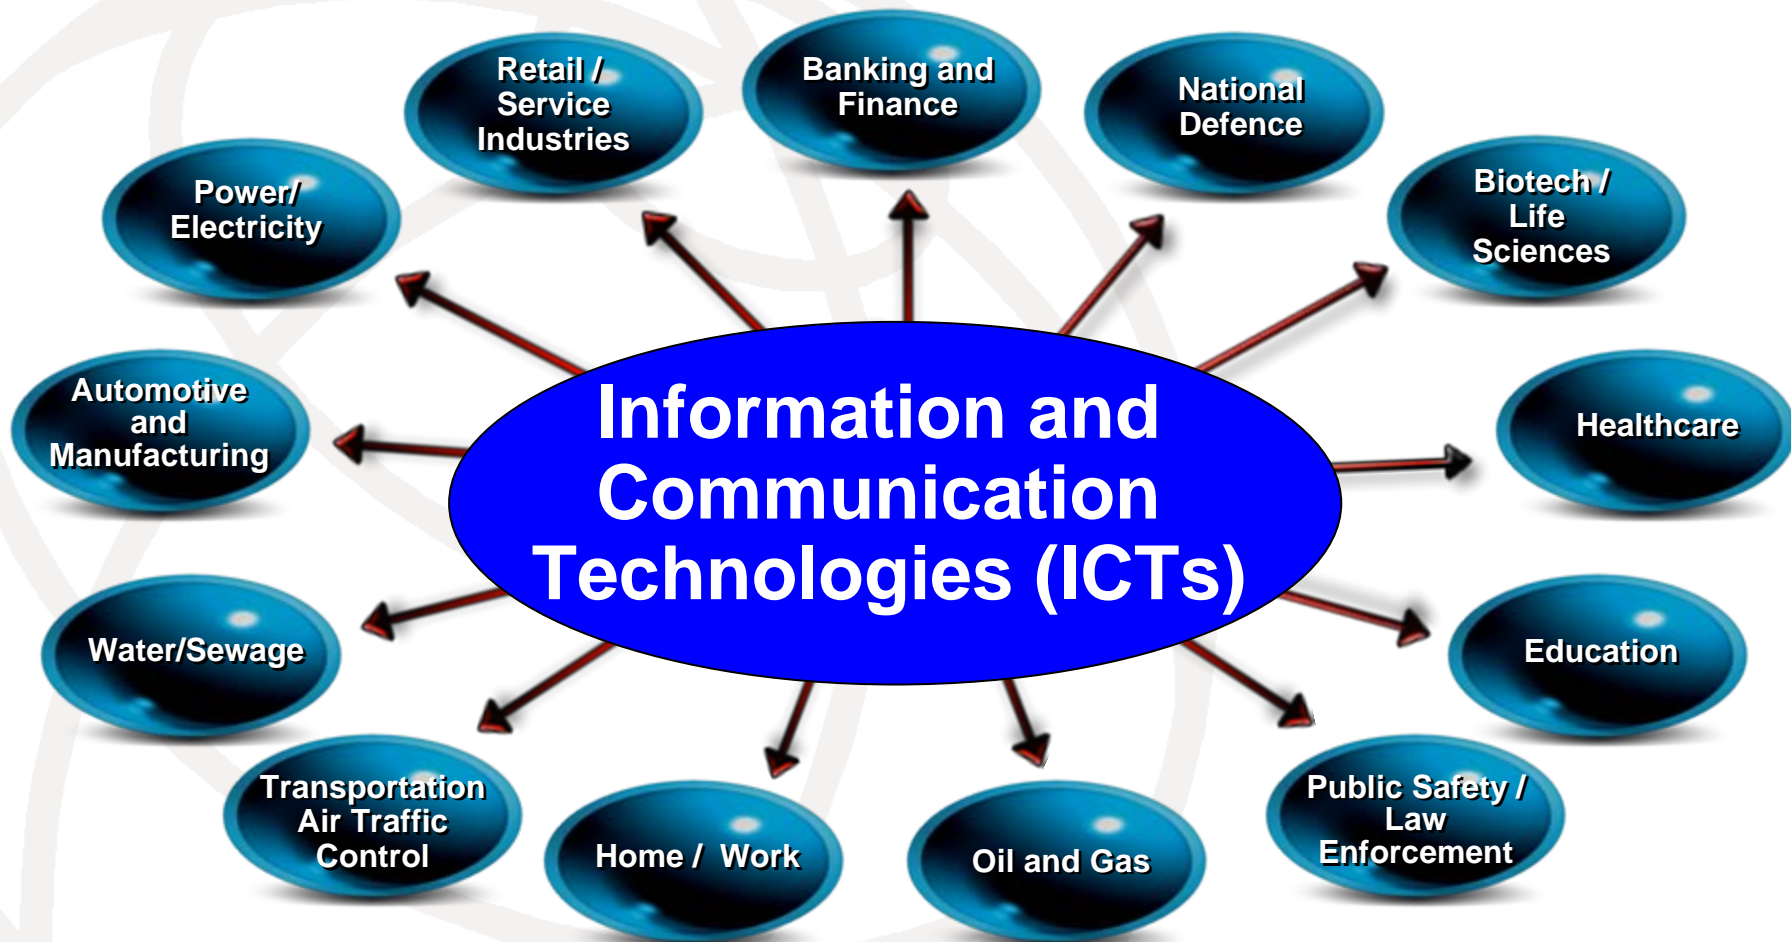 Retail /
Service
Industries
Banking and
Finance
National
Defence
Power/
Electricity
Biotech /
Life
Sciences
Automotive
and
Manufacturing
Information and
Communication
Technologies (ICTs)
Healthcare
Water/Sewage
Education
Transportation
Air Traffic
Control
Home /  Work
Oil and Gas
Public Safety /
Law
Enforcement